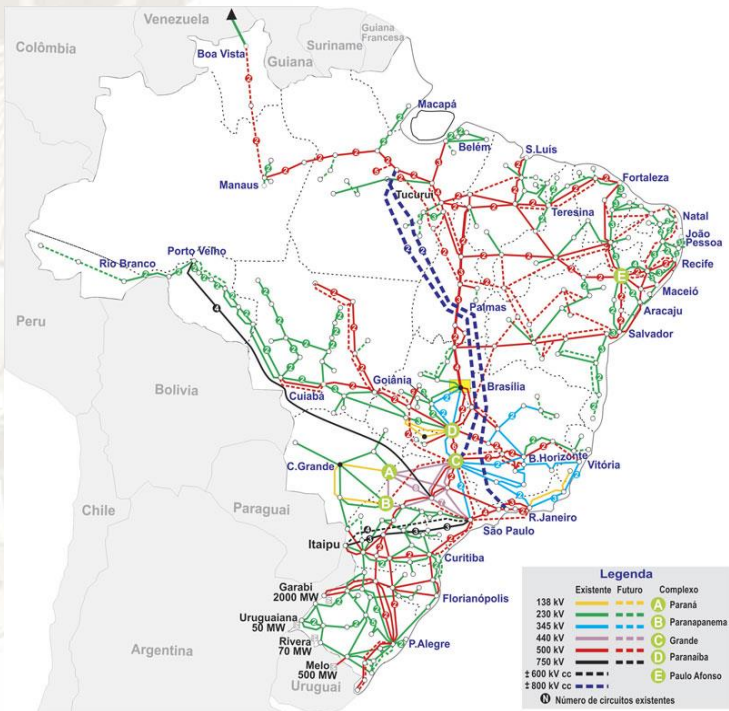 Venezuela
Colômbia
Boa Vista
Guiana
Suriname
Guiana
Francesa
Macapá
Belém
S.Luís
Fortaleza
Manaus
Tucuruí
Teresina
Natal
João
Pessoa
Recife
Maceió
Aracaju
Salvador
Porto Velho
Rio Branco
Peru
Palmas
Bolívia
Cuiabá
Goiânia
Brasília
D
C
E
A
B
B.Horizonte
Vitória
C.Grande
R.Janeiro
São Paulo
Paraguai
Chile
Itaipu
Curitiba
Garabi
2000 MW
Florianópolis
Uruguaiana
50 MW
Rivera
70 MW
P.Alegre
Melo
500 MW
Argentina
Uruguai
Legenda
Existente Futuro Complexo
138 kV A Paraná
230 kV B Paranapanema
345 kV C Grande
440 kV D Paranaíba
500 kV E Paulo Afonso
750 kV
± 600 kV cc
± 800 kV cc
N Número de circuitos existentes